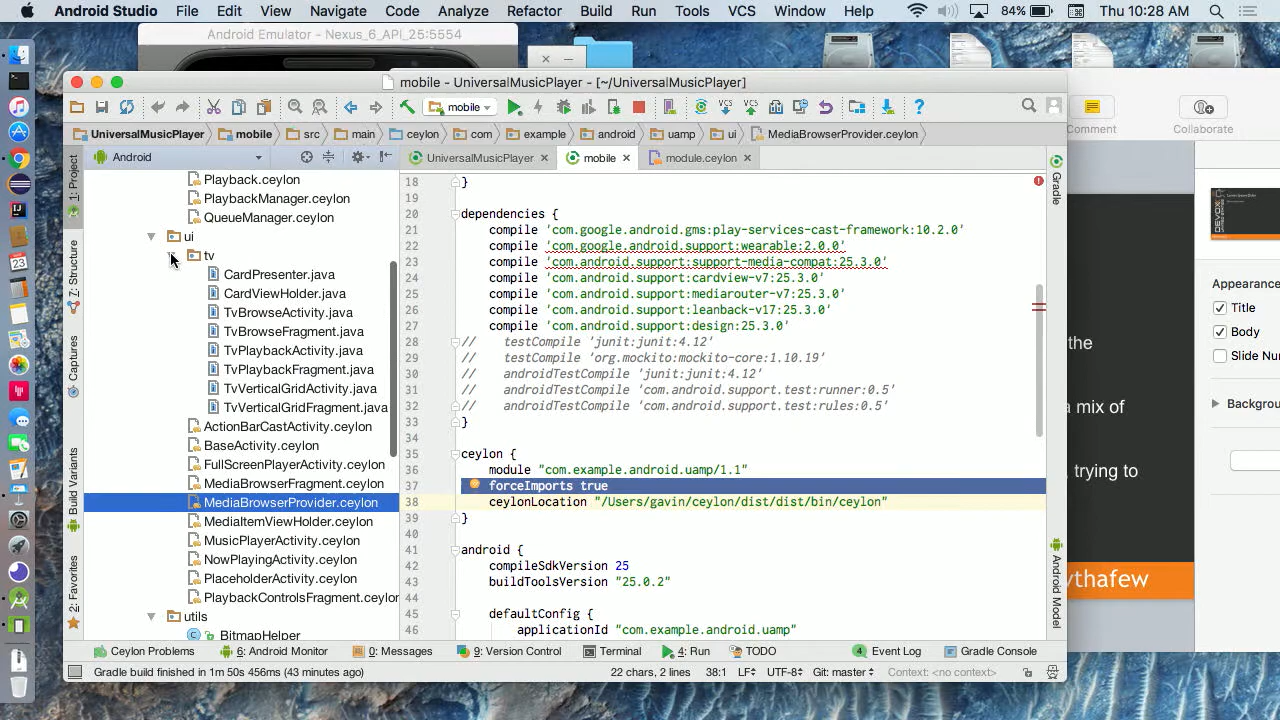 Android Studio File Edit View Navigate Code Analyze Refactor Build Run Tools VCS Window Help 84% Thu 10:28 AM
Android Emulator - Nexus_6_API_25:5554
mobile - UniversalMusicPlayer - [~/UniversalMusicPlayer]
mobile
UniversalMusicPlayer mobile src main ceylon com example android uamp ui MediaBrowserProvider.ceylon
Android
UniversalMusicPlayer mobile module.ceylon
1: Project
7: Structure
Captures
Build Variants
2: Favorites
Playback.ceylon
PlaybackManager.ceylon
QueueManager.ceylon
ui
tv
CardPresenter.java
CardViewHolder.java
TvBrowseActivity.java
TvBrowseFragment.java
TvPlaybackActivity.java
TvPlaybackFragment.java
TvVerticalGridActivity.java
TvVerticalGridFragment.java
ActionBarCastActivity.ceylon
BaseActivity.ceylon
FullScreenPlayerActivity.ceylon
MediaBrowserFragment.ceylon
MediaBrowserProvider.ceylon
MediaItemViewHolder.ceylon
MusicPlayerActivity.ceylon
NowPlayingActivity.ceylon
PlaceholderActivity.ceylon
PlaybackControlsFragment.ceylon
utils
BitmapHelper
18 }
19
20 dependencies {
21 compile 'com.google.android.gms:play-services-cast-framework:10.2.0'
22 compile 'com.google.android.support:wearable:2.0.0'
23 compile 'com.android.support:support-media-compat:25.3.0'
24 compile 'com.android.support:cardview-v7:25.3.0'
25 compile 'com.android.support:mediarouter-v7:25.3.0'
26 compile 'com.android.support:leanback-v17:25.3.0'
27 compile 'com.android.support:design:25.3.0'
28 // testCompile 'junit:junit:4.12'
29 // testCompile 'org.mockito:mockito-core:1.10.19'
30 // androidTestCompile 'junit:junit:4.12'
31 // androidTestCompile 'com.android.support.test:runner:0.5'
32 // androidTestCompile 'com.android.support.test:rules:0.5'
33 }
34
35 ceylon {
36 module "com.example.android.uamp/1.1"
37 forceImports true
38 ceylonLocation "/Users/gavin/ceylon/dist/dist/bin/ceylon"
39 }
40
41 android {
42 compileSdkVersion 25
43 buildToolsVersion "25.0.2"
44
45 defaultConfig {
46 applicationId "com.example.android.uamp"
Gradle
Android Model
Ceylon Problems 6: Android Monitor 0: Messages 9: Version Control Terminal 4: Run TODO 4 Event Log Gradle Console
Gradle build finished in 1m 50s 456ms (43 minutes ago) 22 chars, 2 lines 38:1 LF÷ UTF-8÷ Git: master÷ Context: <no context>
Comment
Collaborate
the
a mix of
, trying to
ythafew
Appearance
Title
Body
Slide Nu
Backgrou